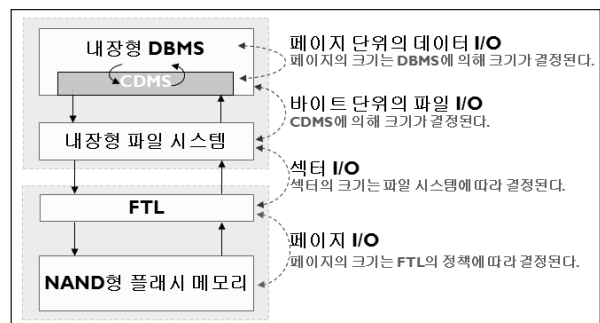 내장형 DBMS
CDMS
내장형 파일 시스템
FTL
NAND형 플래시 메모리
페이지 단위의 데이터 I/O
페이지의 크기는 DBMS에 의해 크기가 결정된다.
바이트 단위의 파일 I/O
CDMS에 의해 크기가 결정된다.
섹터 I/O
섹터의 크기는 파일 시스템에 따라 결정된다.
페이지 I/O
페이지의 크기는 FTL의 정책에 따라 결정된다.